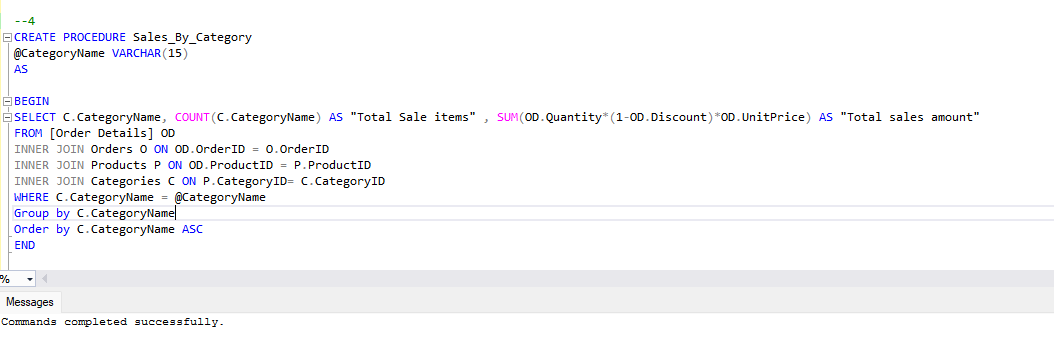 --4
CREATE PROCEDURE Sales_By_Category
@CategoryName VARCHAR(15)
AS
BEGIN
SELECT C.CategoryName, COUNT(C.CategoryName) AS "Total Sale items" , SUM(OD.Quantity*(1-OD.Discount)*OD.UnitPrice) AS "Total sales amount"
FROM [Order Details] OD
INNER JOIN Orders O ON OD.OrderID = O.OrderID
INNER JOIN Products P ON OD.ProductID = P.ProductID
INNER JOIN Categories C ON P.CategoryID= C.CategoryID
WHERE C.CategoryName = @CategoryName
Group by C.CategoryName
Order by C.CategoryName ASC
END
%
Messages
Commands completed successfully.